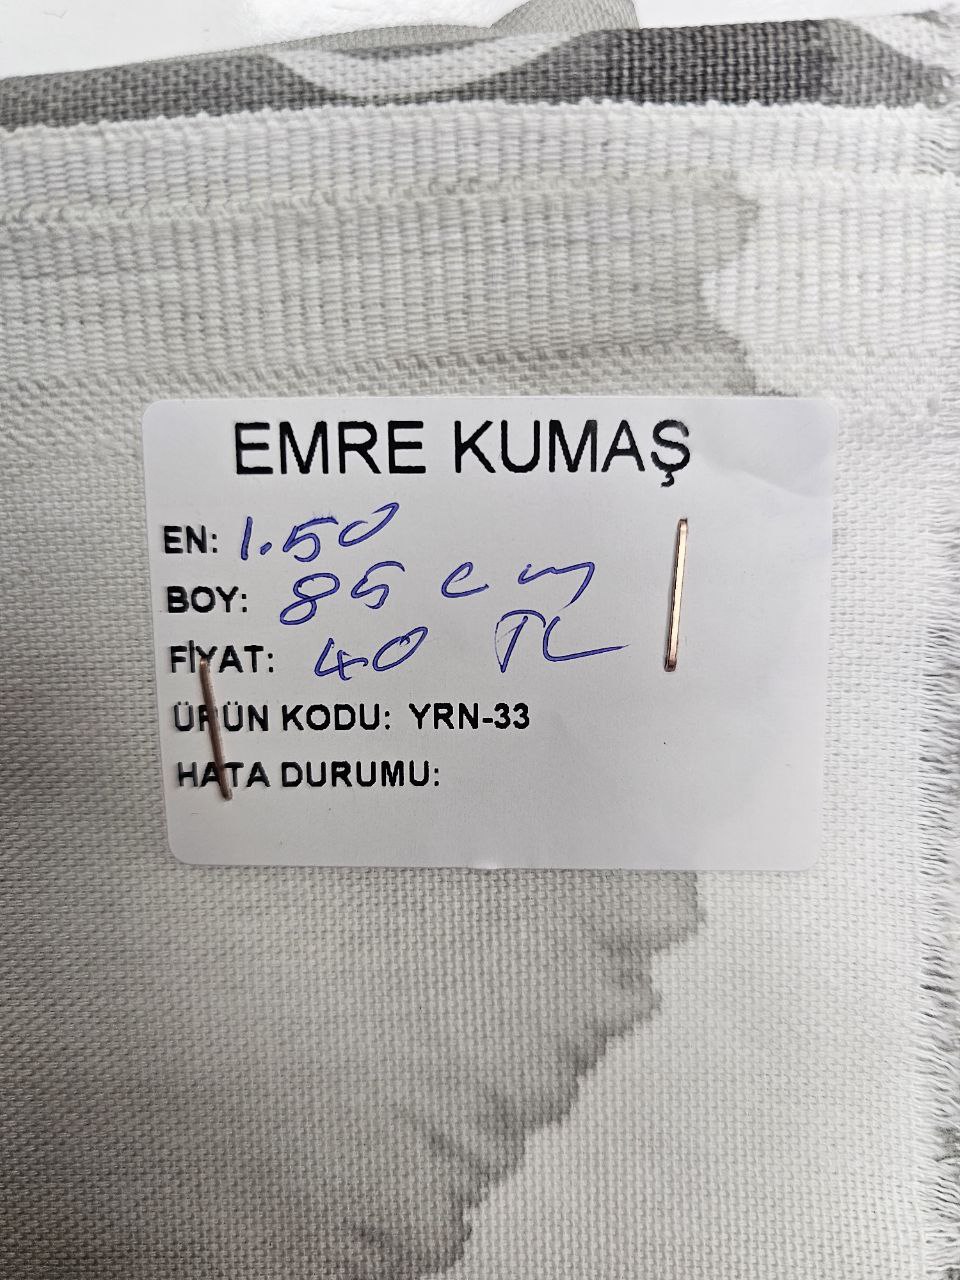 EMRE KUMAŞ
EN: 1.50
BOY: 85 cm
FİYAT: 40 TL
ÜRÜN KODU: YRN-33
HATA DURUMU: